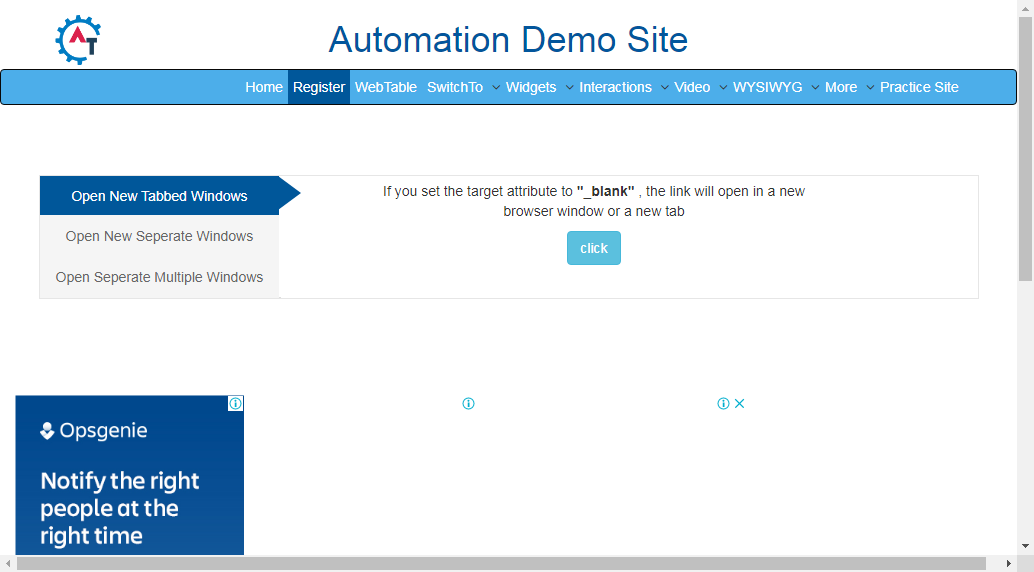 Automation Demo Site
Home Register WebTable SwitchTo Widgets Interactions Video WYSIWYG More Practice Site
Open New Tabbed Windows
Open New Seperate Windows
Open Seperate Multiple Windows
If you set the target attribute to "_blank" , the link will open in a new
browser window or a new tab
click
Opsgenie
Notify the right
people at the
right time